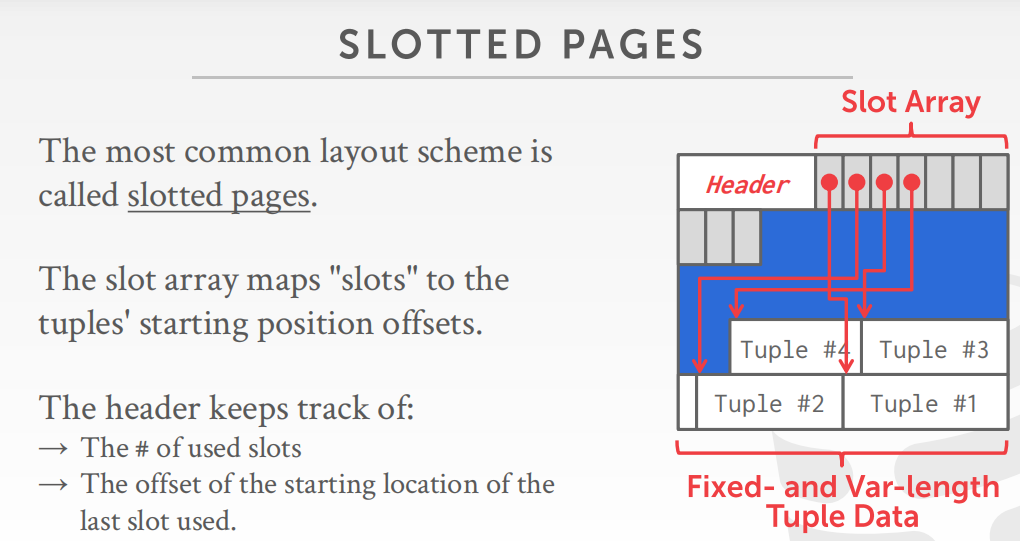 SLOTTED PAGES
The most common layout scheme is
called slotted pages.
The slot array maps "slots" to the
tuples' starting position offsets.
The header keeps track of:
→ The # of used slots
→ The offset of the starting location of the
last slot used.
Slot Array
Header
Tuple #4 Tuple #3
Tuple #2 Tuple #1
Fixed- and Var-length
Tuple Data